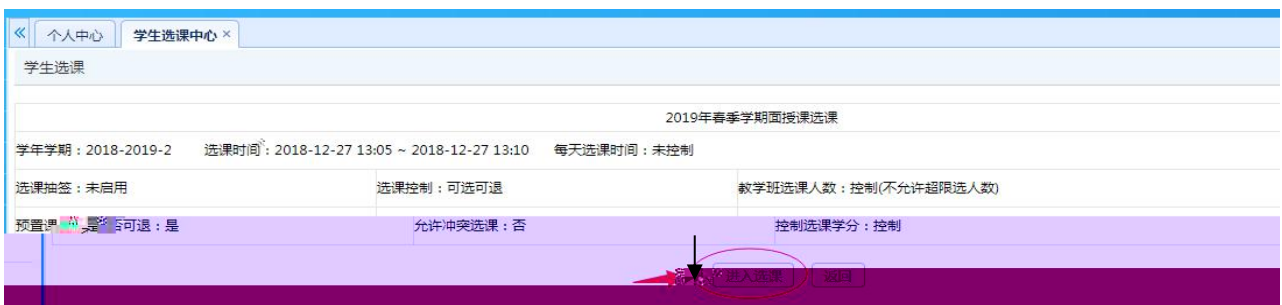 个人中心 学生选课中心 ×
学生选课
2019年春季学期面授课选课
学年学期：2018-2019-2 选课时间：2018-12-27 13:05 ~ 2018-12-27 13:10 每天选课时间：未控制
选课抽签：未启用 选课控制：可选可退 教学班选课人数：控制(不允许超限选人数)
预置课 是否可退：是 允许冲突选课：否 控制选课学分：控制
进入选课 返回